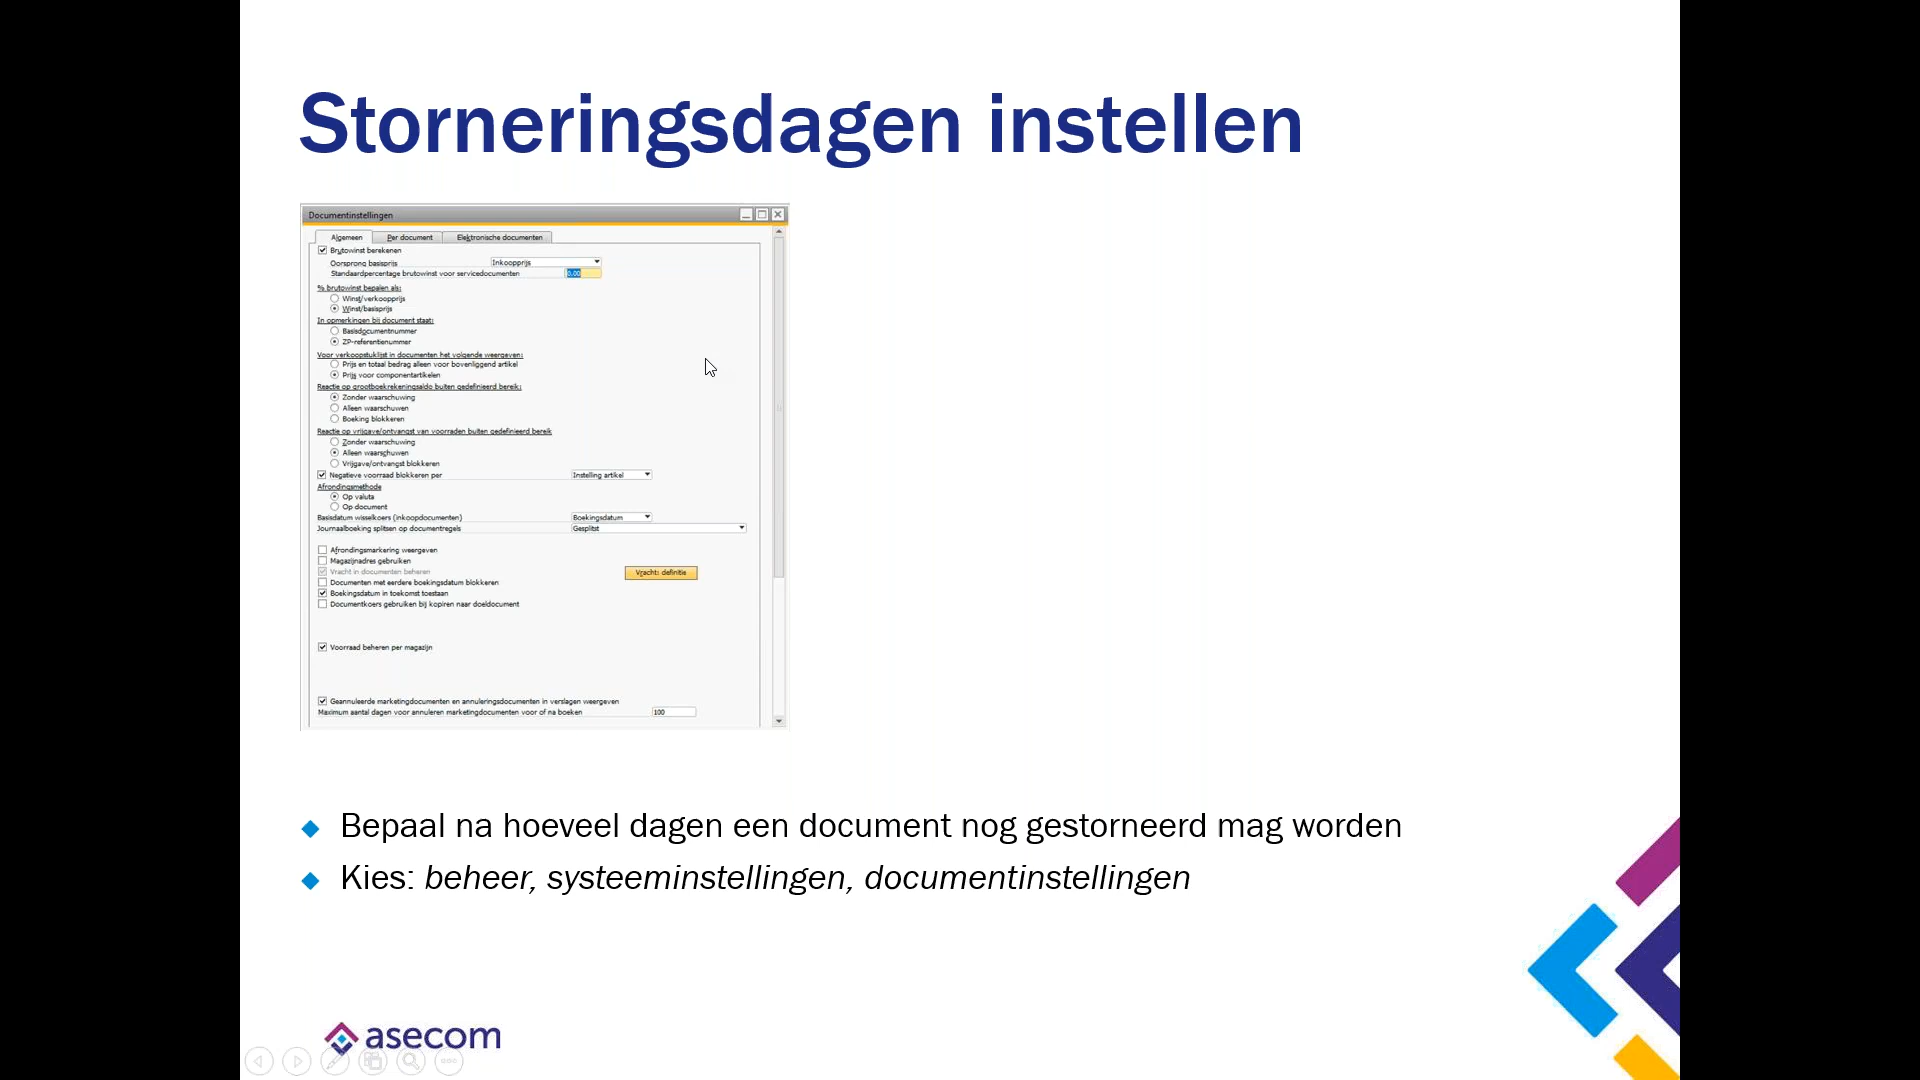 Storneringsdagen instellen
Documentinstellingen
Algemeen Per document Elektronische documenten
Brutowinst berekenen
Oorsprong basisprijs Inkoopprijs
Standaardpercentage brutowinst voor servicedocumenten 0.00
% brutowinst bepalen als:
Winst/verkoopprijs
Winst/basisprijs
In opmerkingen bij document staat:
Basisdocumentnummer
ZP-referentienummer
Voor verkoopstuklijst in documenten het volgende weergeven:
Prijs en totaal bedrag alleen voor bovenliggend artikel
Prijs voor componentartikelen
Reactie op grootboekrekeningsaldo buiten gedefinieerd bereik:
Zonder waarschuwing
Alleen waarschuwen
Boeking blokkeren
Reactie op vrijgave/ontvangst van voorraden buiten gedefinieerd bereik
Zonder waarschuwing
Alleen waarschuwen
Vrijgave/ontvangst blokkeren
Negatieve voorraad blokkeren per Instelling artikel
Afrondingsmethode
Op valuta
Op document
Basisdatum wisselkoers (inkoopdocumenten) Boekingsdatum
Journaalboeking splitsen op documentregels Gesplitst
Afrondingsmarkering weergeven
Magazijnadres gebruiken
Vracht in documenten beheren
Vracht: definitie
Documenten met eerdere boekingsdatum blokkeren
Boekingsdatum in toekomst toestaan
Documentkoers gebruiken bij kopiren naar doeldocument
Voorraad beheren per magazijn
Geannuleerde marketingdocumenten en annuleringsdocumenten in verslagen weergeven
Maximum aantal dagen voor annuleren marketingdocumenten voor of na boeken 100
Bepaal na hoeveel dagen een document nog gestorneerd mag worden
Kies: beheer, systeeminstellingen, documentinstellingen
asecom